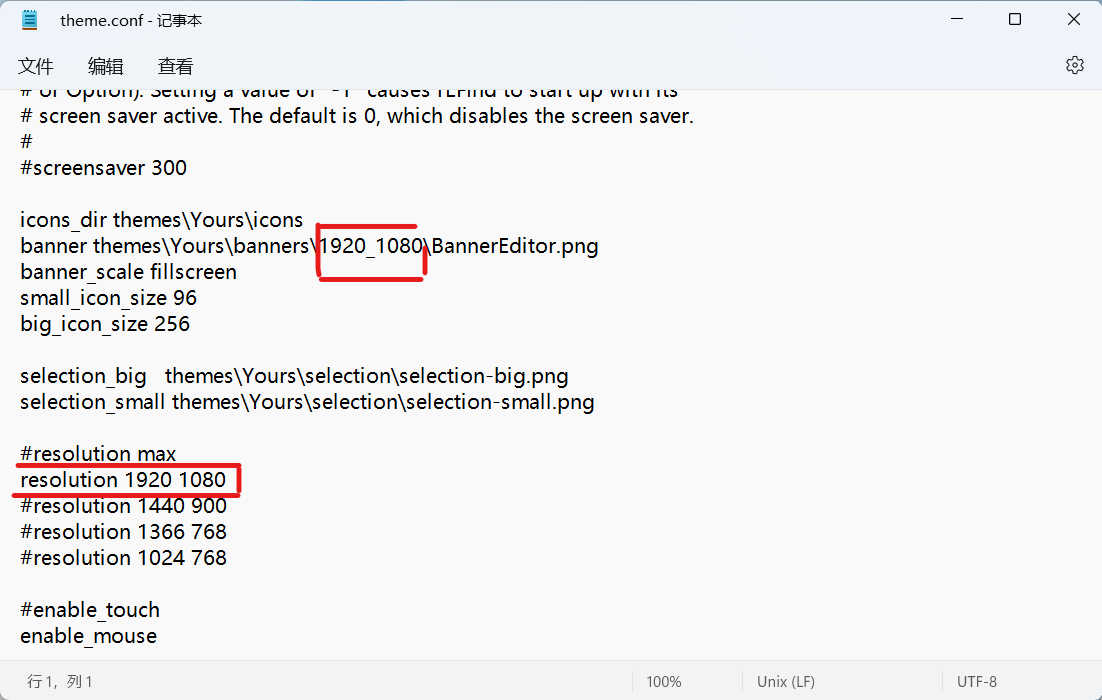 theme.conf - 记事本
文件 编辑 查看
# or Option). Setting a value of "-1" causes rEFInd to start up with its
# screen saver active. The default is 0, which disables the screen saver.
#
#screensaver 300
icons_dir themes\Yours\icons
banner themes\Yours\banners\1920_1080\BannerEditor.png
banner_scale fillscreen
small_icon_size 96
big_icon_size 256
selection_big   themes\Yours\selection\selection-big.png
selection_small themes\Yours\selection\selection-small.png
#resolution max
resolution 1920 1080
#resolution 1440 900
#resolution 1366 768
#resolution 1024 768
#enable_touch
enable_mouse
行 1，列 1 100% Unix (LF) UTF-8